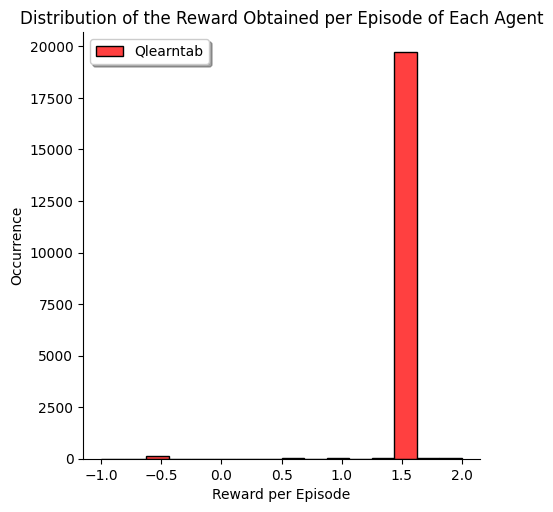 Distribution of the Reward Obtained per Episode of Each Agent
Qlearntab
20000
17500
15000
12500
10000
7500
5000
2500
0
Occurrence
−1.0 −0.5 0.0 0.5 1.0 1.5 2.0
Reward per Episode